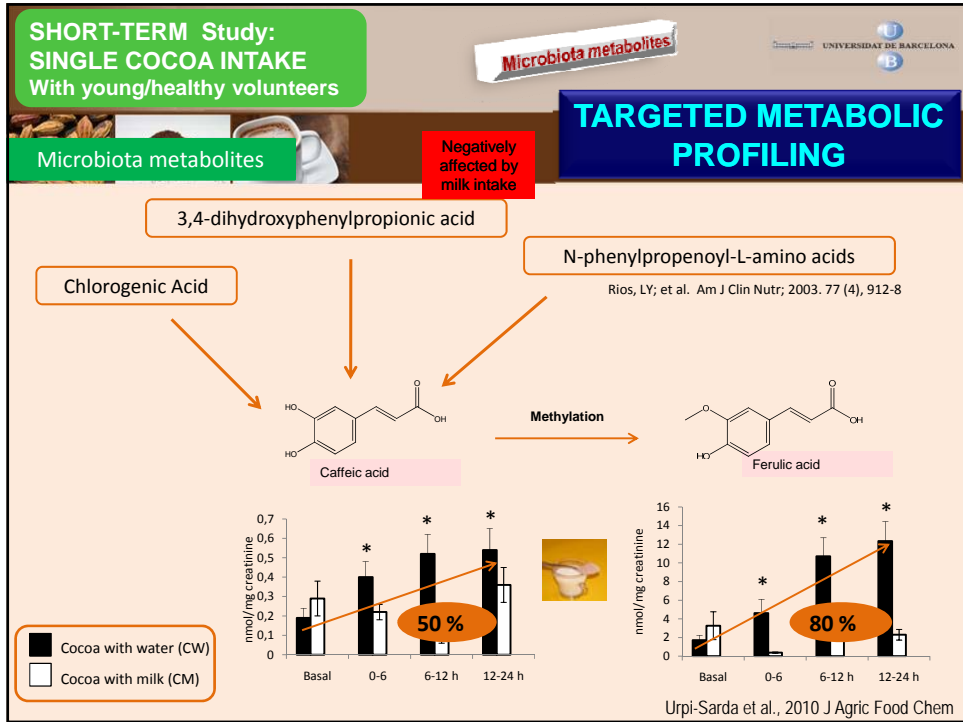 SHORT-TERM Study:
SINGLE COCOA INTAKE
With young/healthy volunteers
Microbiota metabolites
UNIVERSITAT DE BARCELONA
U
B
TARGETED METABOLIC
PROFILING
Microbiota metabolites
Negatively
affected by
milk intake
3,4-dihydroxyphenylpropionic acid
N-phenylpropenoyl-L-amino acids
Chlorogenic Acid
Rios, LY; et al. Am J Clin Nutr; 2003. 77 (4), 912-8
HO
HO
O
OH
Caffeic acid
Methylation
O
HO
O
OH
Ferulic acid
nmol/mg creatinine
0,7
0,6
0,5
0,4
0,3
0,2
0,1
0
* * *
50 %
Basal 0-6 6-12 h 12-24 h
nmol/mg creatinine
16
14
12
10
8
6
4
2
0
* * *
80 %
Basal 0-6 6-12 h 12-24 h
Cocoa with water (CW)
Cocoa with milk (CM)
Urpi-Sarda et al., 2010 J Agric Food Chem